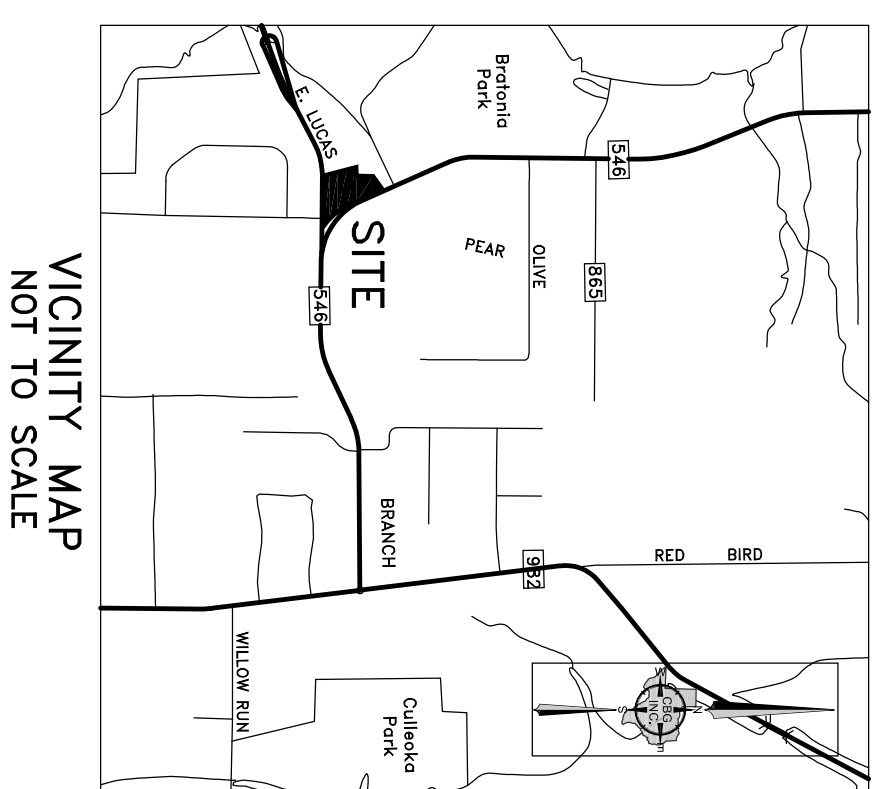 Bratonia
Park
E. LUCAS
546
SITE
PEAR
OLIVE
865
546
BRANCH
982
RED BIRD
WILLOW RUN
Culleoka
Park
N
S
W
E
CBG
INC.
VICINITY MAP
NOT TO SCALE